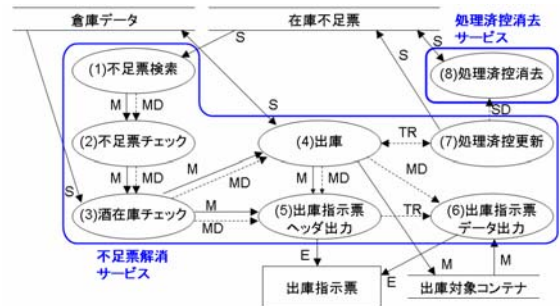 倉庫データ
在庫不足票
処理済控消去
サービス
S
S
S
S
(1)不足票検索
(8)処理済控消去
M
MD
S
SD
(2)不足票チェック
(4)出庫
TR
(7)処理済控更新
M
MD
M
MD
M
MD
MD
S
(3)酒在庫チェック
M
MD
(5)出庫指示票
ヘッダ出力
TR
(6)出庫指示票
データ出力
不足票解消
サービス
E
E
M
M
出庫指示票
出庫対象コンテナ